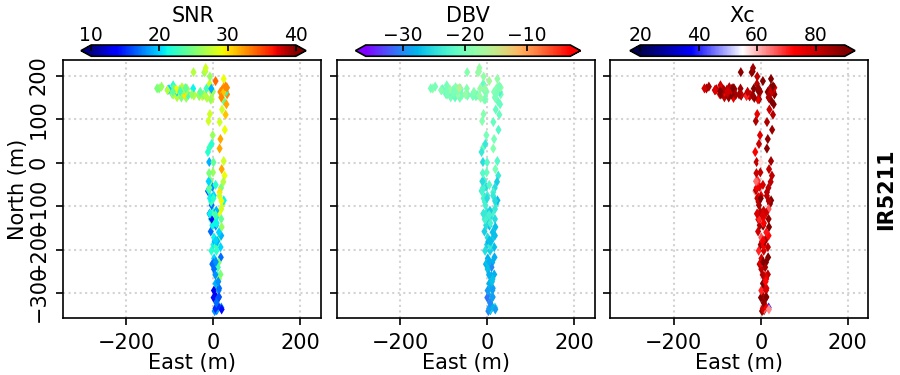 SNR DBV Xc
10 20 30 40 −30 −20 −10 20 40 60 80
200
100
0
−100
−200
−300
North (m)
IR5211
−200 0 200 −200 0 200 −200 0 200
East (m) East (m) East (m)